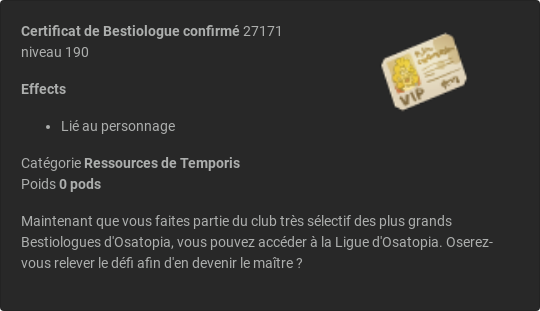 Certificat de Bestiologue confirmé 27171
niveau 190
Effects
Lié au personnage
Catégorie Ressources de Temporis
Poids 0 pods
Maintenant que vous faites partie du club très sélectif des plus grands
Bestiologues d'Osatopia, vous pouvez accéder à la Ligue d'Osatopia. Oserez-
vous relever le défi afin d'en devenir le maître ?
VIP